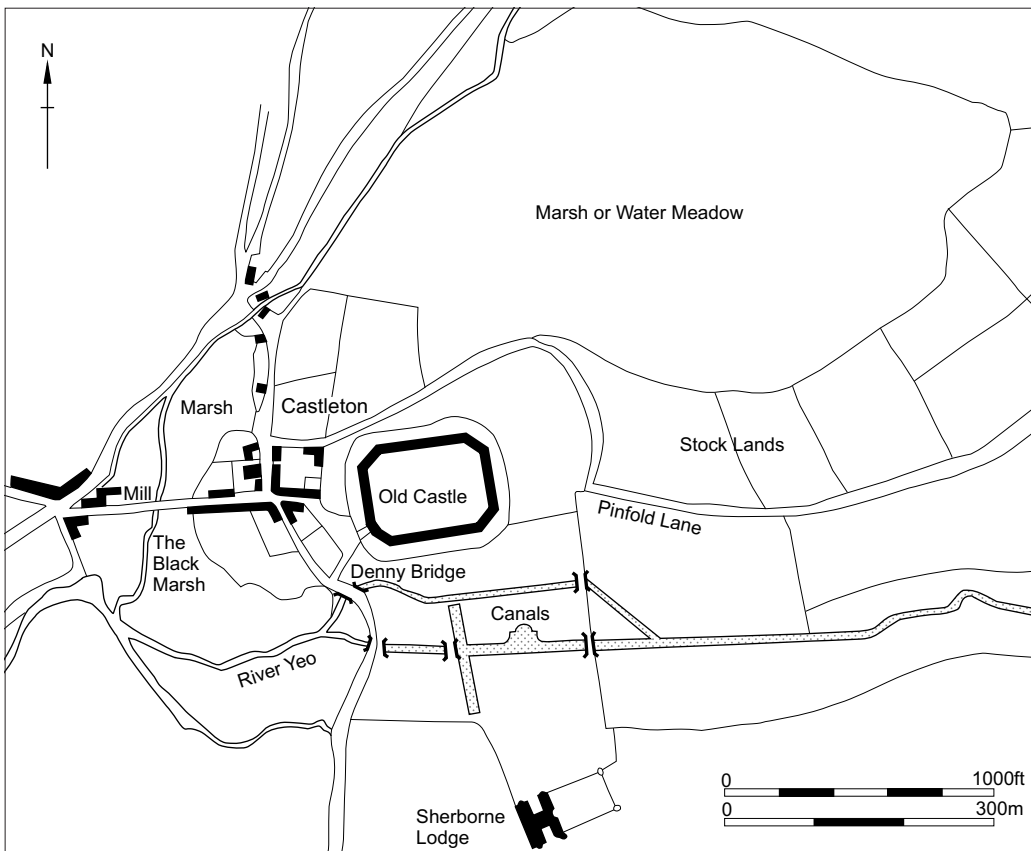 N
Marsh or Water Meadow
Marsh
Castleton
Stock Lands
Old Castle
Mill
Pinfold Lane
The
Black
Marsh
Denny Bridge
Canals
River Yeo
0
1000ft
0
300m
Sherborne
Lodge